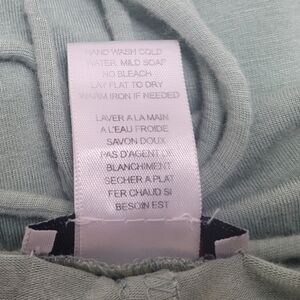 HAND WASH COLD
WATER. MILD SOAP
NO BLEACH
LAY FLAT TO DRY
WARM IRON IF NEEDED
LAVER A LA MAIN
A L'EAU FROIDE
SAVON DOUX
PAS D'AGENT DE
BLANCHIMENT
SECHER A PLAT
FER CHAUD SI
BESOIN EST